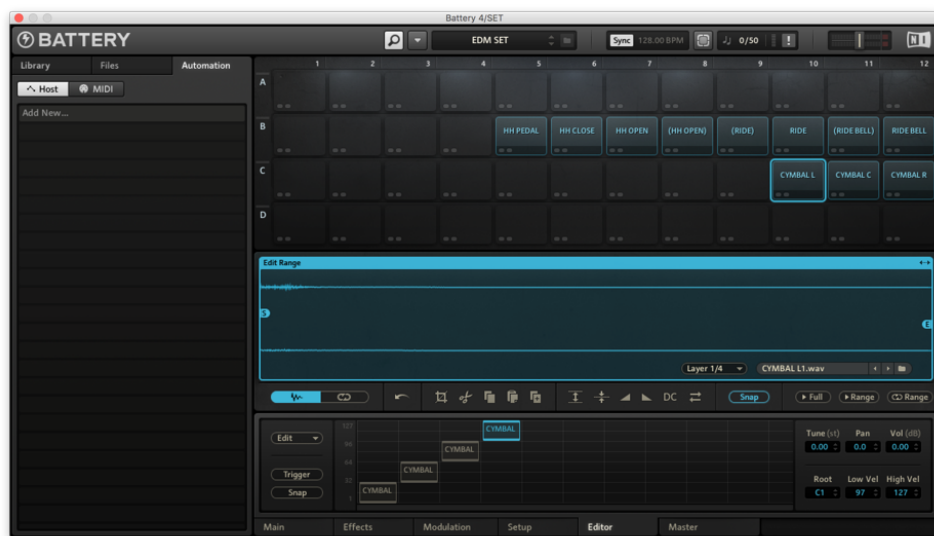 Battery 4/SET
BATTERY
EDM SET
Sync 128.00 BPM
0/50
!
NI
Library Files Automation
Host MIDI
Add New...
1 2 3 4 5 6 7 8 9 10 11 12
A
B
HH PEDAL HH CLOSE HH OPEN (HH OPEN) (RIDE) RIDE (RIDE BELL) RIDE BELL
C
CYMBAL L CYMBAL C CYMBAL R
D
Edit Range
S
E
Layer 1/4 CYMBAL L1.wav
DC Snap Full Range Range
Edit
Trigger
Snap
127
96
64
32
1
CYMBAL
CYMBAL
CYMBAL
CYMBAL
Tune (st) Pan Vol (dB)
0.00 0.0 0.00
Root Low Vel High Vel
C1 97 127
Main Effects Modulation Setup Editor Master